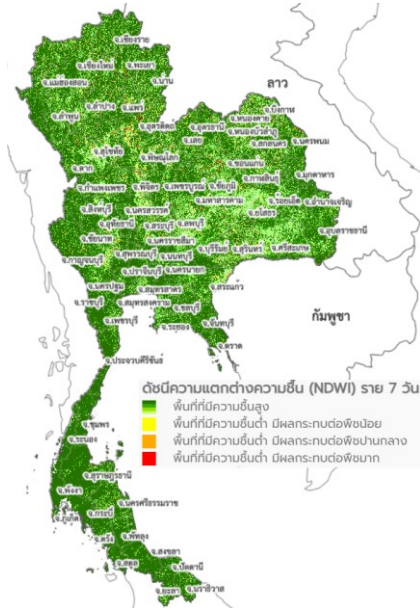 จ.เชียงราย
จ.เชียงใหม่
จ.พะเยา
จ.แม่ฮ่องสอน
จ.น่าน
ลาว
จ.ลำปาง
จ.แพร่
จ.ลำพูน
จ.บึงกาฬ
จ.หนองคาย
จ.อุตรดิตถ์
จ.อุดรธานี
จ.หนองบัวลำภู
จ.เลย
จ.สกลนคร
จ.นครพนม
จ.สุโขทัย
จ.พิษณุโลก
จ.ตาก
จ.ขอนแก่น
จ.กาฬสินธุ์
จ.มุกดาหาร
จ.กำแพงเพชร
จ.พิจิตร
จ.เพชรบูรณ์
จ.ชัยภูมิ
จ.มหาสารคาม
จ.ร้อยเอ็ด
จ.อำนาจเจริญ
จ.สิงห์บุรี
จ.นครสวรรค์
จ.ยโสธร
จ.อุทัยธานี
จ.สระบุรี
จ.ลพบุรี
จ.อุบลราชธานี
จ.ชัยนาท
จ.นครราชสีมา
จ.บุรีรัมย์
จ.สุรินทร์
จ.ศรีสะเกษ
จ.กาญจนบุรี
จ.สุพรรณบุรี
จ.นนทบุรี
จ.ปราจีนบุรี
จ.นครนายก
จ.สระแก้ว
จ.นครปฐม
จ.สมุทรสาคร
จ.ราชบุรี
จ.สมุทรสงคราม
จ.ชลบุรี
กัมพูชา
จ.เพชรบุรี
จ.ระยอง
จ.จันทบุรี
จ.ตราด
จ.ประจวบคีรีขันธ์
ดัชนีความแตกต่างความชื้น (NDWI) ราย 7 วัน
พื้นที่ที่มีความชื้นสูง
พื้นที่ที่มีความชื้นต่ำ มีผลกระทบต่อพืชน้อย
พื้นที่ที่มีความชื้นต่ำ มีผลกระทบต่อพืชปานกลาง
พื้นที่ที่มีความชื้นต่ำ มีผลกระทบต่อพืชมาก
จ.ชุมพร
จ.ระนอง
จ.สุราษฎร์ธานี
จ.พังงา
จ.นครศรีธรรมราช
จ.ภูเก็ต
จ.กระบี่
จ.ตรัง
จ.พัทลุง
จ.สงขลา
จ.สตูล
จ.ปัตตานี
จ.ยะลา
จ.นราธิวาส